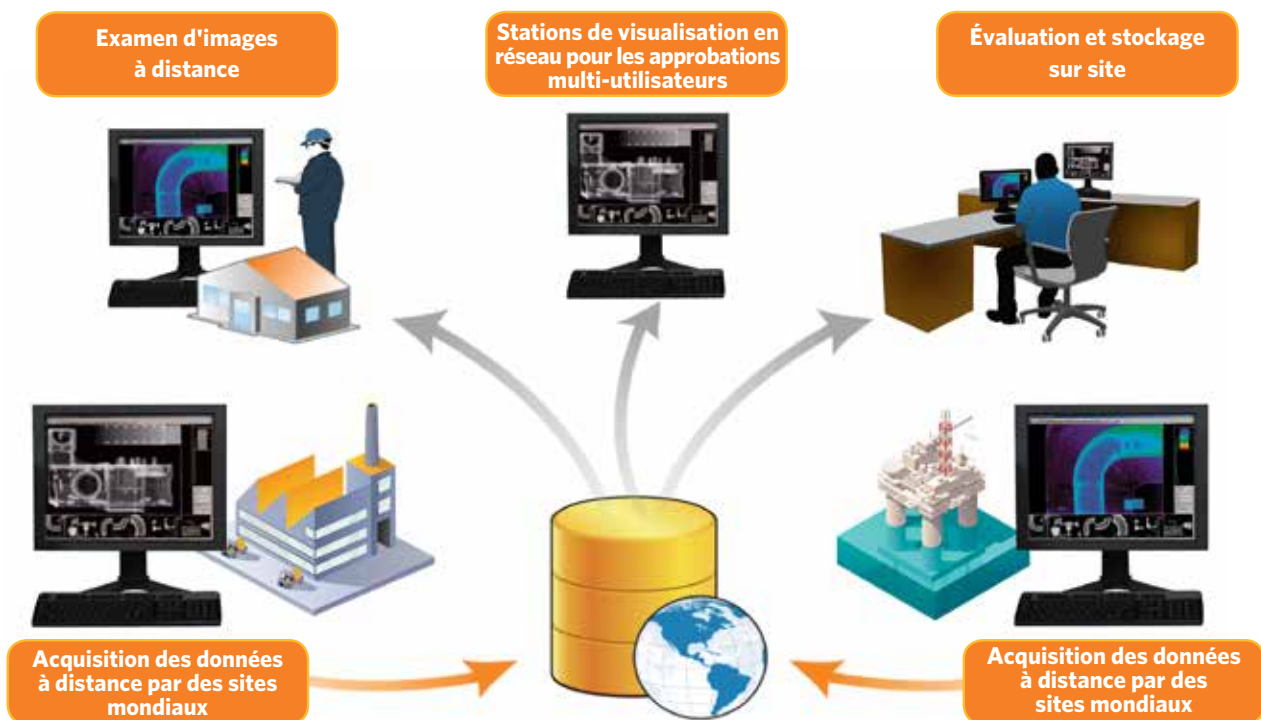 Examen d'images
à distance
Stations de visualisation en
réseau pour les approbations
multi-utilisateurs
Évaluation et stockage
sur site
Acquisition des données
à distance par des sites
mondiaux
Acquisition des données
à distance par des
sites mondiaux